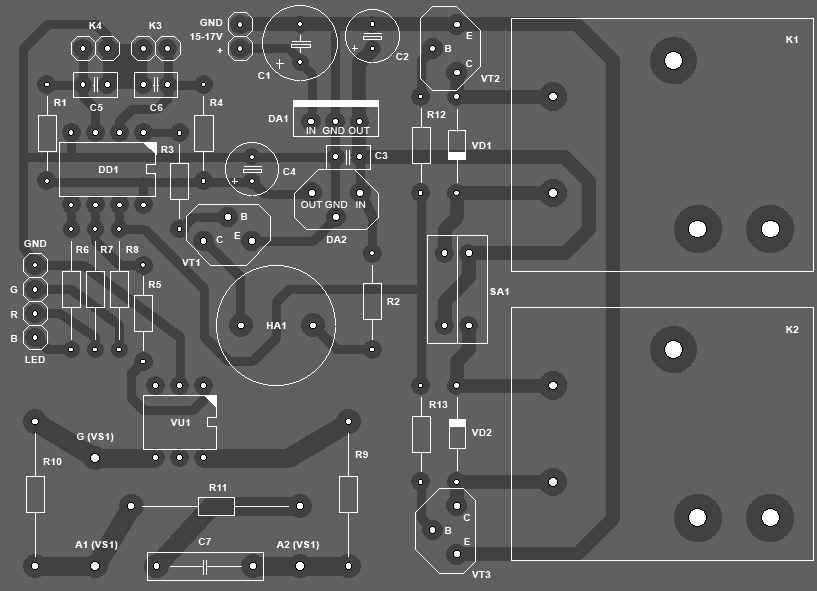 K4 K3 GND
15-17V
+
C1 + + C2
E B C VT2
K1
R1 C5 C6 R4
DA1
IN GND OUT
R12
VD1
DD1 R3
C4 +
C3
OUT GND IN
DA2
B C E
VT1
GND
G
R
B
LED
R6 R7 R8 R5
HA1
R2
SA1
K2
VU1
R13
VD2
G (VS1)
R10
R9
R11
A1 (VS1)
C7
A2 (VS1)
C B E
VT3